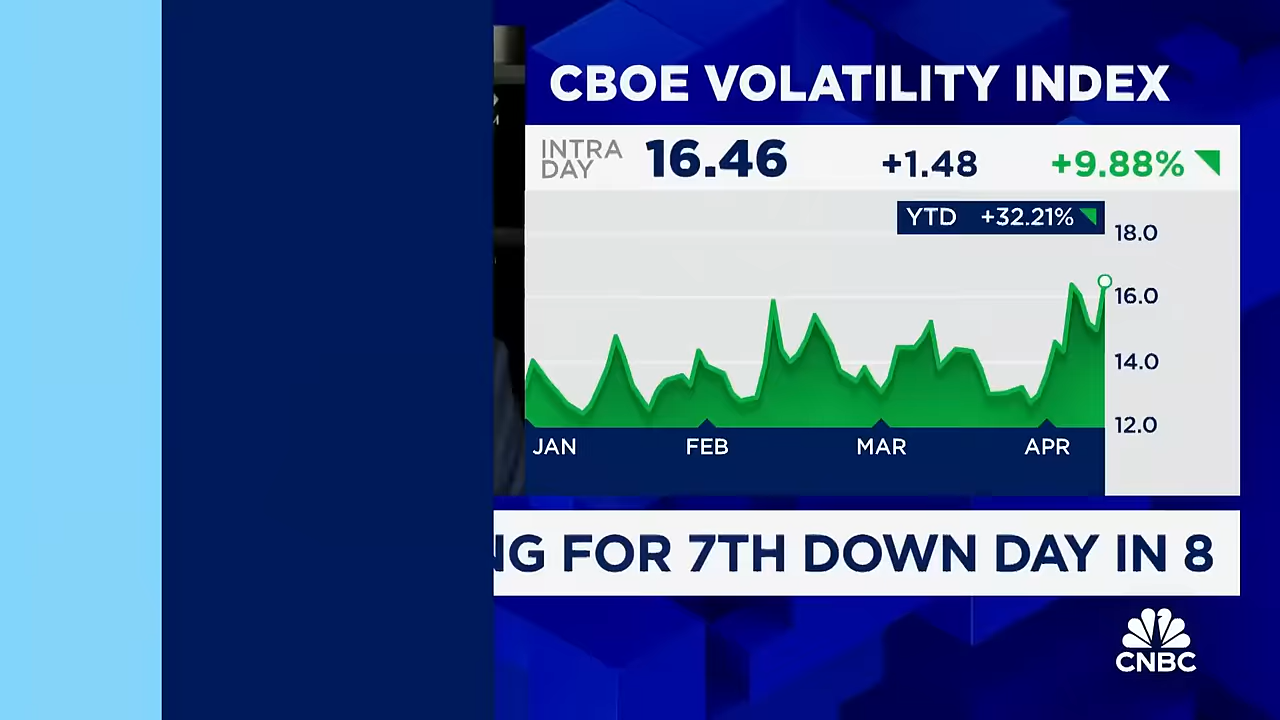 CBOE VOLATILITY INDEX
INTRA DAY 16.46 +1.48 +9.88%
YTD +32.21%
18.0
16.0
14.0
12.0
JAN FEB MAR APR
NG FOR 7TH DOWN DAY IN 8
CNBC